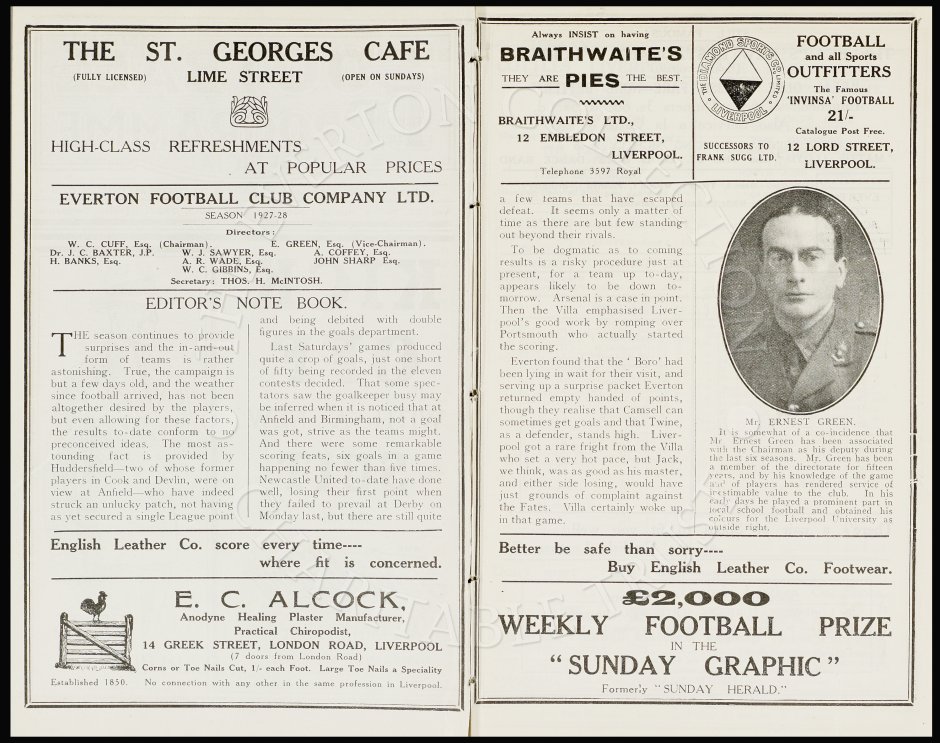 THE ST. GEORGES CAFE
(FULLY LICENSED) LIME STREET (OPEN ON SUNDAYS)
HIGH-CLASS REFRESHMENTS
AT POPULAR PRICES
EVERTON FOOTBALL CLUB COMPANY LTD.
SEASON 1927-28
Directors:
W. C. CUFF, Esq. (Chairman). E. GREEN, Esq. (Vice-Chairman).
Dr. J. C. BAXTER, J.P. W. J. SAWYER, Esq. A. COFFEY, Esq.
H. BANKS, Esq. A. R. WADE, Esq. JOHN SHARP Esq.
W. C. GIBBINS, Esq.
Secretary: THOS. H. McINTOSH.
EDITOR'S NOTE BOOK.
THE season continues to provide
surprises and the in-and-out
form of teams is rather
astonishing. True, the campaign
is but a few days old, and the weather
since football arrived, has not been
altogether desired by the players,
but even allowing for these factors,
the results to-date conform to no
preconceived ideas. The most as-
tounding fact is provided by
Huddersfield—two of whose former
players in Cook and Devlin, were on
view at Anfield—who have indeed
struck an unlucky patch, not having
as yet secured a single League point
and being debited with double
figures in the goals department.
Last Saturdays' games produced
quite a crop of goals, just one short
of fifty being recorded in the eleven
contests decided. That some spec-
tators saw the goalkeeper busy may
be inferred when it is noticed that at
Anfield and Birmingham, not a goal
was got, strive as the teams might.
And there were some remarkable
scoring feats, six goals in a game
happening no fewer than five times.
Newcastle United to-date have done
well, losing their first point when
they failed to prevail at Derby on
Monday last, but there are still quite
English Leather Co. score every time----
where fit is concerned.
E. C. ALCOCK,
Anodyne Healing Plaster Manufacturer,
Practical Chiropodist,
14 GREEK STREET, LONDON ROAD, LIVERPOOL
(7 doors from London Road)
Corns or Toe Nails Cut, 1/- each Foot. Large Toe Nails a Speciality
Established 1850. No connection with any other in the same profession in Liverpool.
Always INSIST on having
BRAITHWAITE'S
THEY ARE PIES THE BEST.
BRAITHWAITE'S LTD.,
12 EMBLEDON STREET,
LIVERPOOL.
Telephone 3597 Royal
THE DIAMOND SPORTS CO. LIMITED
LIVERPOOL
SUCCESSORS TO
FRANK SUGG LTD.
FOOTBALL
and all Sports
OUTFITTERS
The Famous
'INVINSA' FOOTBALL
21/-
Catalogue Post Free.
12 LORD STREET,
LIVERPOOL.
a few teams that have escaped
defeat. It seems only a matter of
time as there are but few standing
out beyond their rivals.
To be dogmatic as to coming
results is a risky procedure just at
present, for a team up to-day,
appears likely to be down to-
morrow. Arsenal is a case in point.
Then the Villa emphasised Liver-
pool's good work by romping over
Portsmouth who actually started
the scoring.
Everton found that the ' Boro' had
been lying in wait for their visit, and
serving up a surprise packet Everton
returned empty handed of points,
though they realise that Camsell can
sometimes get goals and that Twine,
as a defender, stands high. Liver-
pool got a rare fright from the Villa
who set a very hot pace, but Jack,
we think, was as good as his master,
and either side losing, would have
just grounds of complaint against
the Fates. Villa certainly woke up
in that game.
Mr. ERNEST GREEN.
It is somewhat of a co-incidence that
Mr. Ernest Green has been associated
with the Chairman as his deputy during
the last six seasons. Mr. Green has been
a member of the directorate for fifteen
years, and by his knowledge of the game
and of players has rendered service of
inestimable value to the club. In his
early days he played a prominent part in
local school football and obtained his
colours for the Liverpool University as
outside right.
Better be safe than sorry----
Buy English Leather Co. Footwear.
£2,000
WEEKLY FOOTBALL PRIZE
IN THE
"SUNDAY GRAPHIC"
Formerly "SUNDAY HERALD."
EVERTON COLLECTION
CHARITABLE TRUST